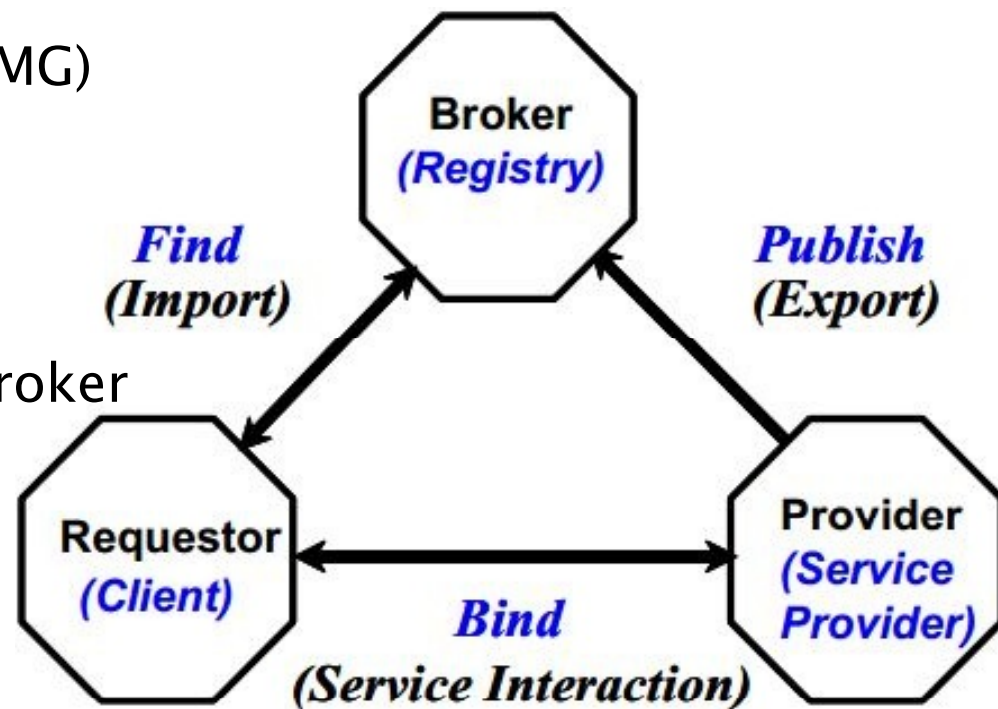 MG)
Broker
(Registry)
Find
(Import)
Publish
(Export)
roker
Requestor
(Client)
Provider
(Service
Provider)
Bind
(Service Interaction)